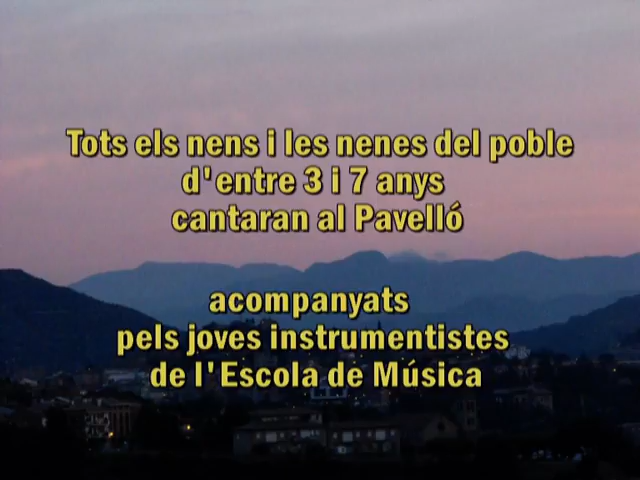 Tots els nens i les nenes del poble
d'entre 3 i 7 anys
cantaran al Pavelló
acompanyats
pels joves instrumentistes
de l'Escola de Música